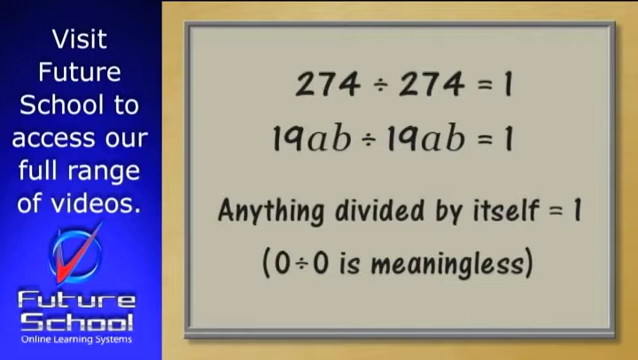 Visit
Future
School to
access our
full range
of videos.
Future
School
Online Learning Systems
274 ÷ 274 = 1
19ab ÷ 19ab = 1
Anything divided by itself = 1
(0÷0 is meaningless)